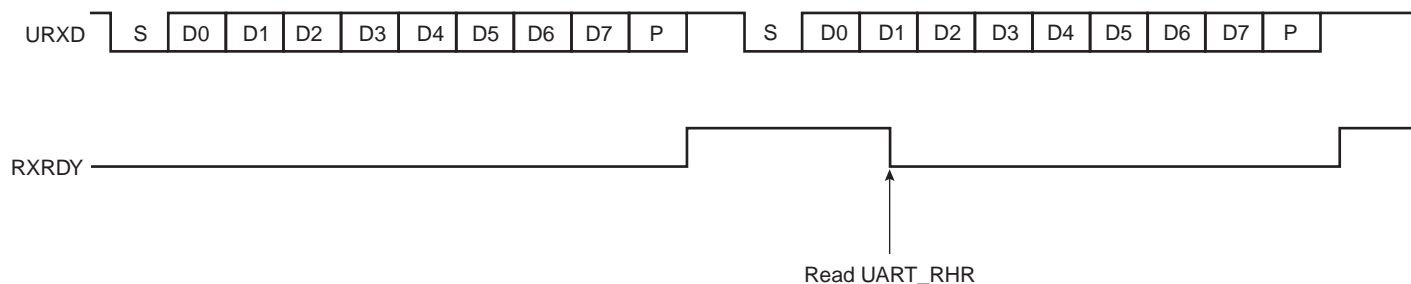 URXD S D0 D1 D2 D3 D4 D5 D6 D7 P S D0 D1 D2 D3 D4 D5 D6 D7 P
RXRDY
Read UART_RHR